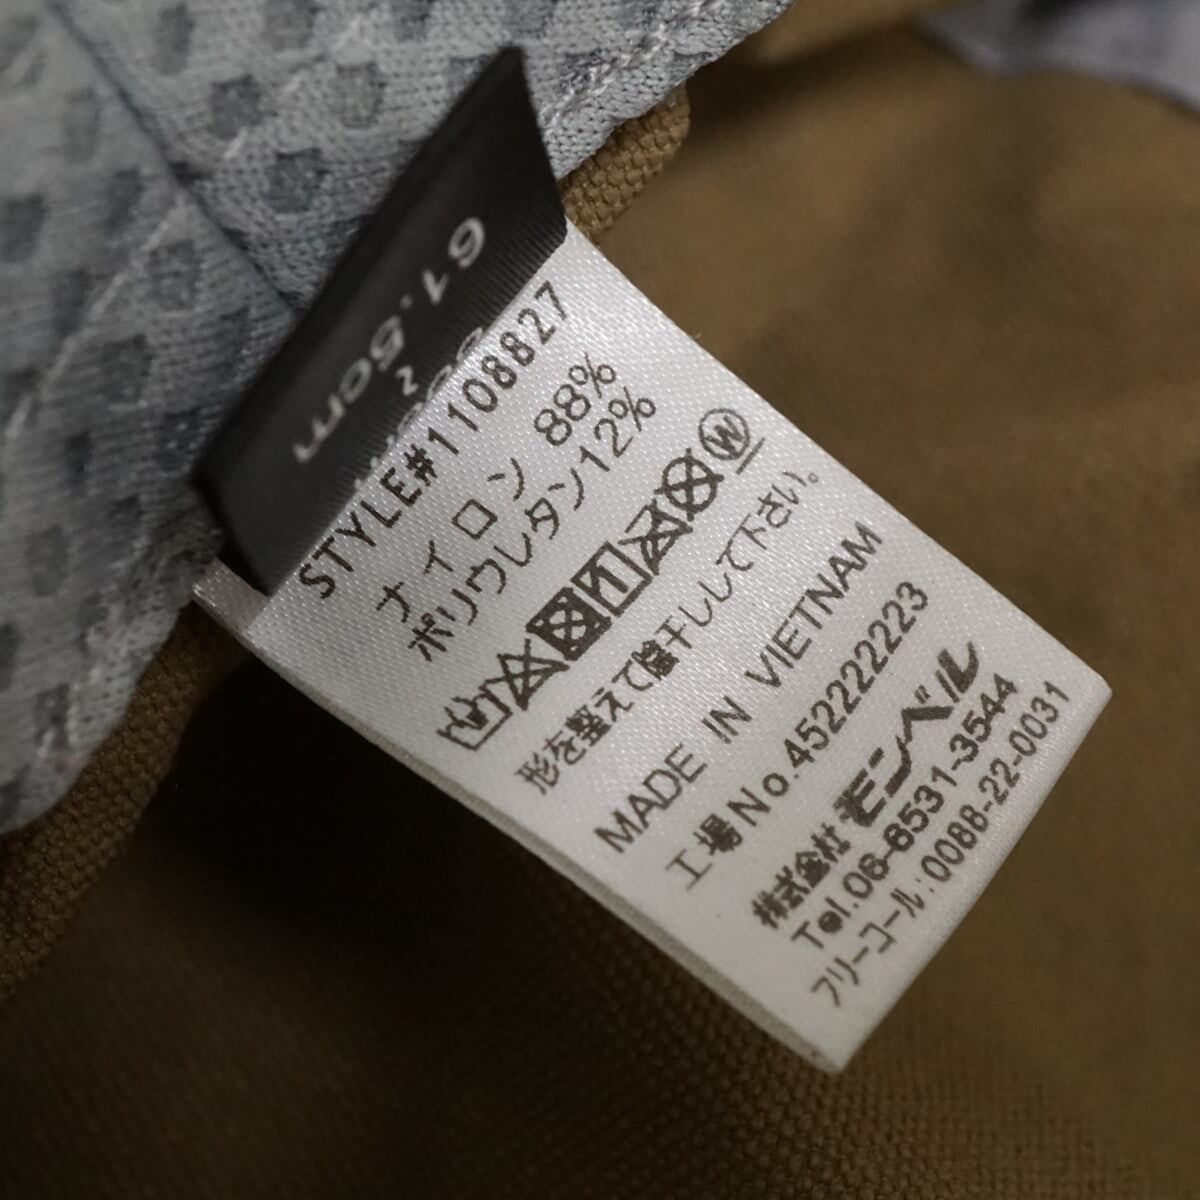 61.5cm
2
STYLE#1108827
ナイロン 88%
ポリウレタン12%
W
形を整えて陰干しして下さい。
MADE IN VIETNAM
工場No.452222223
株式会社モンベル
Tel.06-6531-3544
フリーコール:0088-22-0031